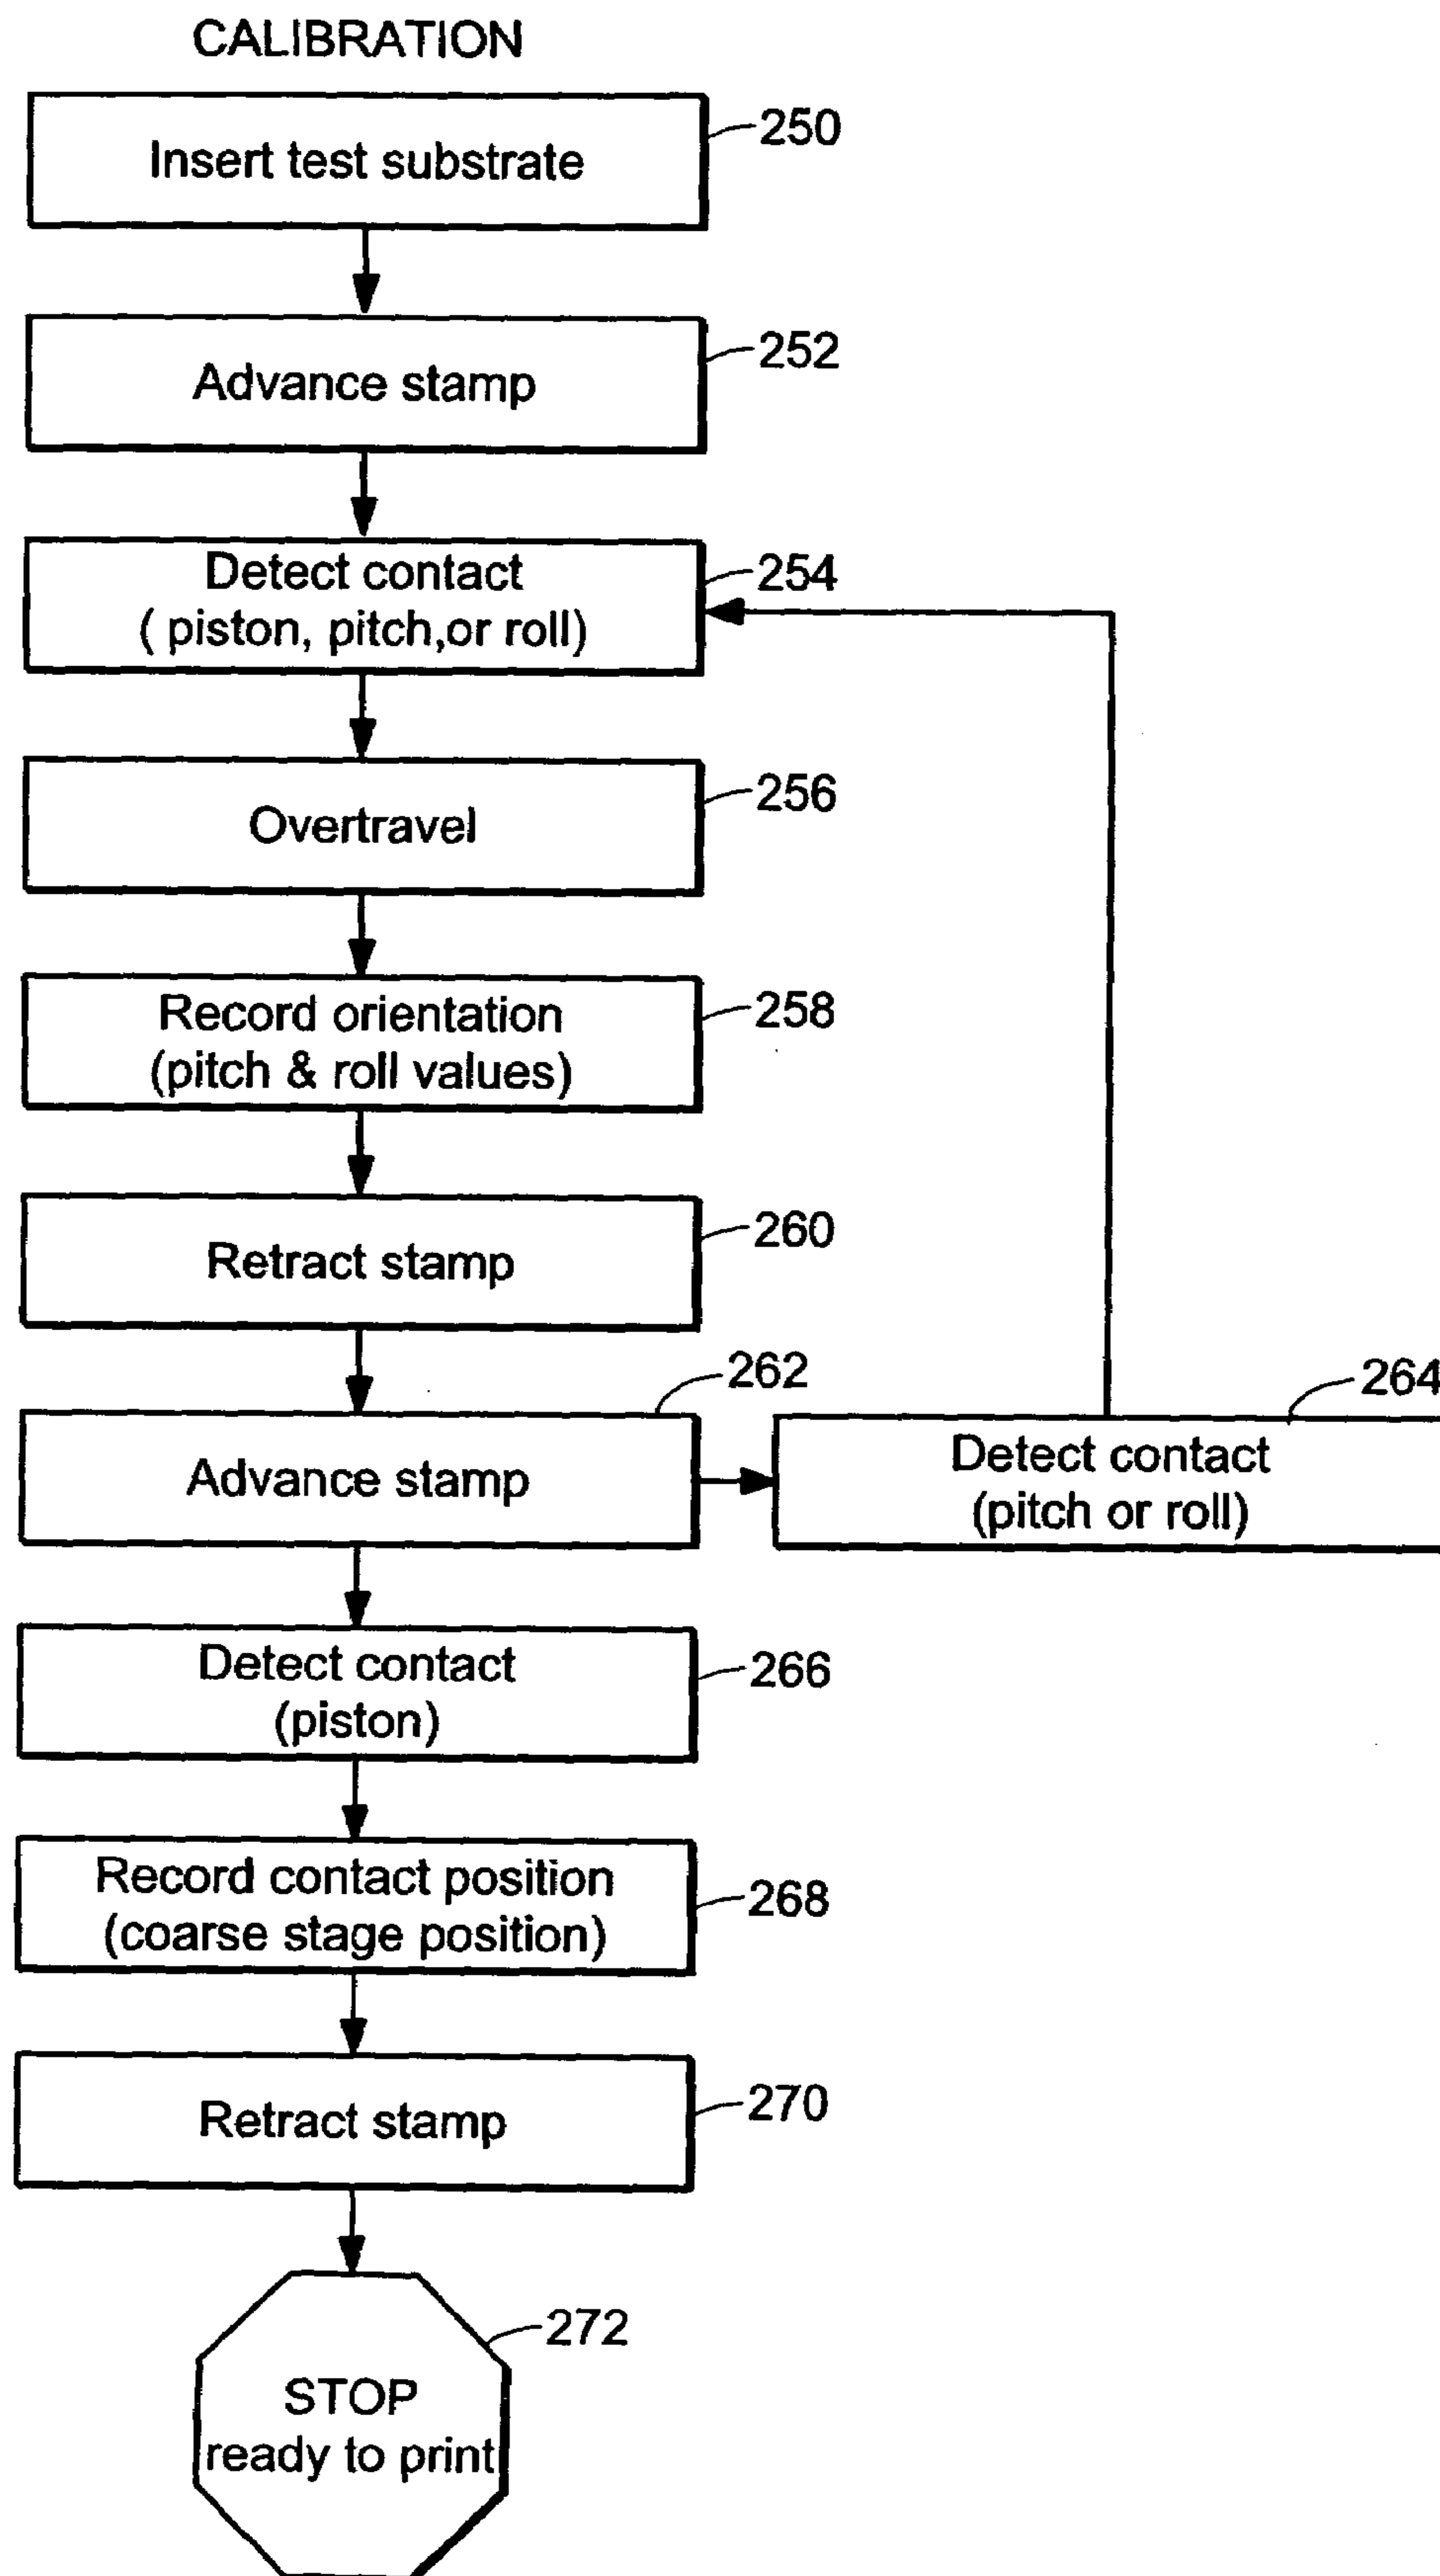 CALIBRATION
Insert test substrate
250
Advance stamp
252
Detect contact
( piston, pitch,or roll)
254
Overtravel
256
Record orientation
(pitch & roll values)
258
Retract stamp
260
Advance stamp
262
Detect contact
(pitch or roll)
264
Detect contact
(piston)
266
Record contact position
(coarse stage position)
268
Retract stamp
270
STOP
ready to print
272